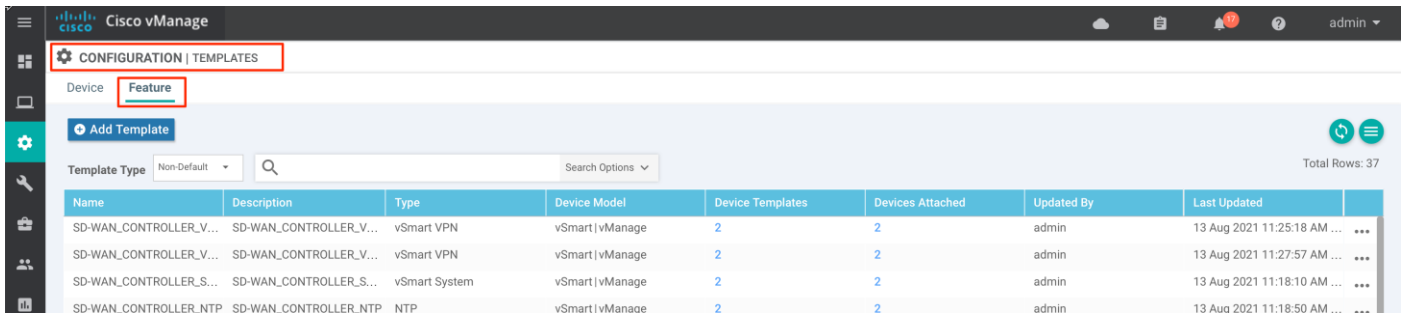 CISCO Cisco vManage 17 admin
CONFIGURATION | TEMPLATES
Device Feature
Add Template
Template Type Non-Default Search Options Total Rows: 37
Name Description Type Device Model Device Templates Devices Attached Updated By Last Updated
SD-WAN_CONTROLLER_V... SD-WAN_CONTROLLER_V... vSmart VPN vSmart|vManage 2 2 admin 13 Aug 2021 11:25:18 AM ...
SD-WAN_CONTROLLER_V... SD-WAN_CONTROLLER_V... vSmart VPN vSmart|vManage 2 2 admin 13 Aug 2021 11:27:57 AM ...
SD-WAN_CONTROLLER_S... SD-WAN_CONTROLLER_S... vSmart System vSmart|vManage 2 2 admin 13 Aug 2021 11:18:10 AM ...
SD-WAN_CONTROLLER_NTP SD-WAN_CONTROLLER_NTP NTP vSmart|vManage 2 2 admin 13 Aug 2021 11:18:50 AM ...